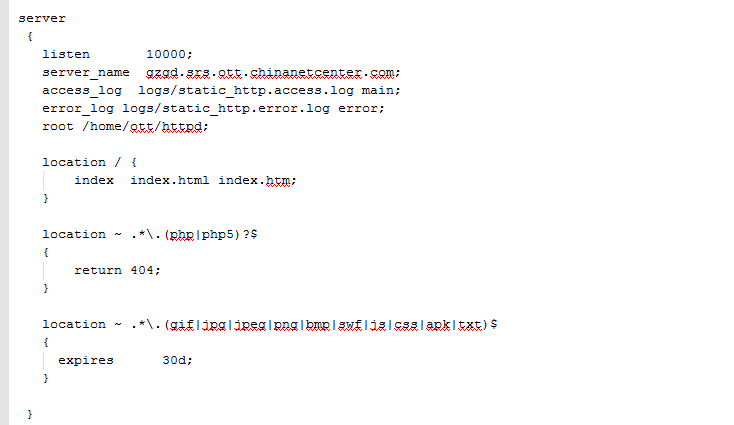 server
{
listen 10000;
server_name gzgd.srs.ott.chinanetcenter.com;
access_log logs/static_http.access.log main;
error_log logs/static_http.error.log error;
root /home/ott/httpd;
location / {
index index.html index.htm;
}
location ~ .*\.(php|php5)?$
{
return 404;
}
location ~ .*\.(gif|jpg|jpeg|png|bmp|swf|js|css|apk|txt)$
{
expires 30d;
}
}